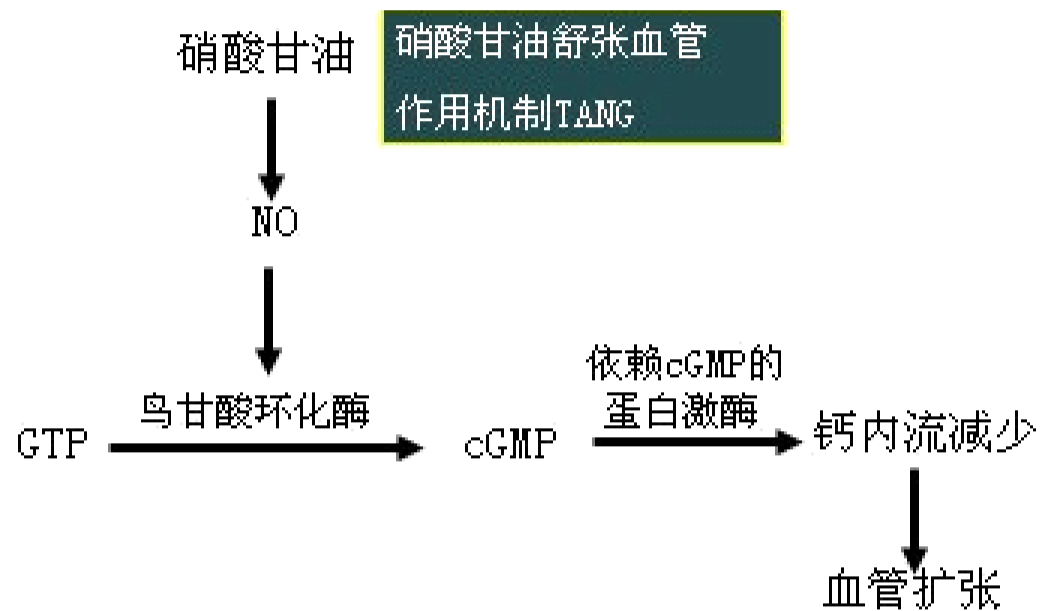 硝酸甘油
硝酸甘油舒张血管
作用机制TANG
NO
鸟甘酸环化酶
GTP
cGMP
依赖cGMP的
蛋白激酶
钙内流减少
血管扩张